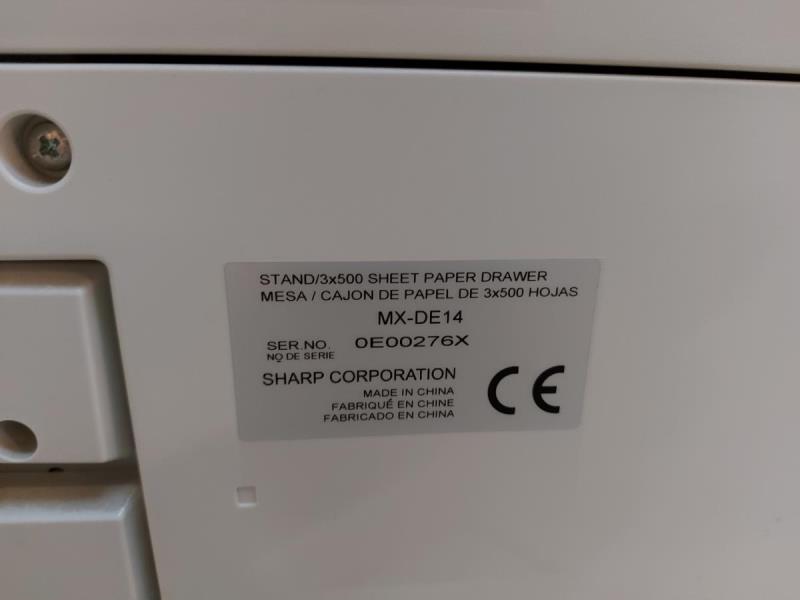 STAND/3x500 SHEET PAPER DRAWER
MESA / CAJON DE PAPEL DE 3x500 HOJAS
MX-DE14
SER.NO. 0E00276X
NO DE SERIE
SHARP CORPORATION
MADE IN CHINA
FABRIQUÉ EN CHINE
FABRICADO EN CHINA
CE